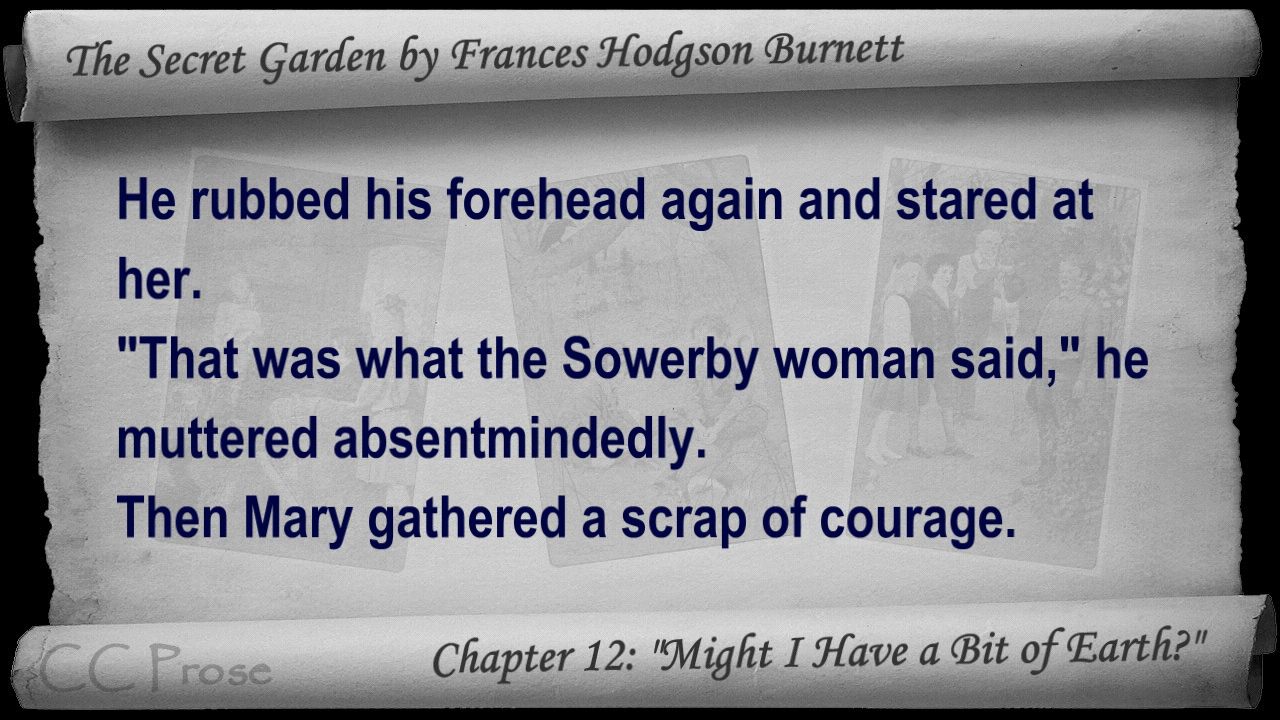 The Secret Garden by Frances Hodgson Burnett
He rubbed his forehead again and stared at
her.
"That was what the Sowerby woman said," he
muttered absentmindedly.
Then Mary gathered a scrap of courage.
Chapter 12: "Might I Have a Bit of Earth?"
CC Prose